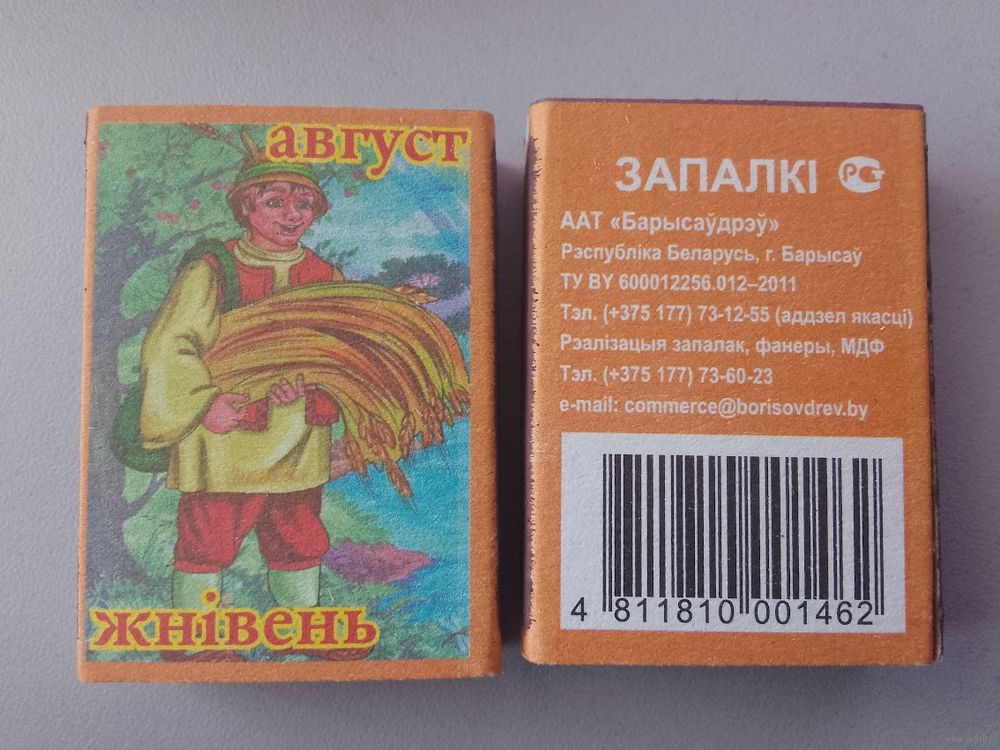 август
жнівень
ЗАПАЛКІ РСТ
ААТ «Барысаўдрэў»
Рэспубліка Беларусь, г. Барысаў
ТУ BY 600012256.012–2011
Тэл. (+375 177) 73-12-55 (аддзел якасці)
Рэалізацыя запалак, фанеры, МДФ
Тэл. (+375 177) 73-60-23
e-mail: commerce@borisovdrev.by
4 811810 001462